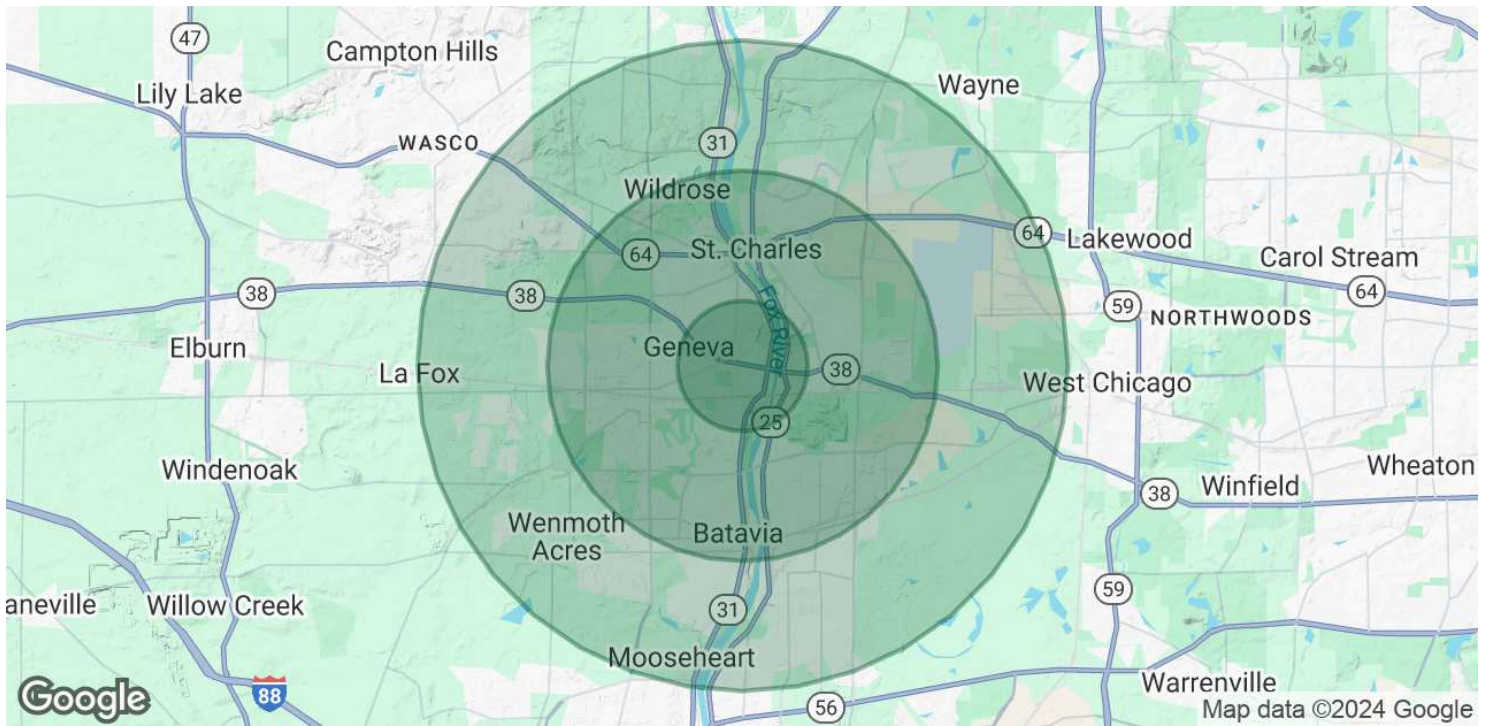 47
Campton Hills
Wayne
Lily Lake
WASCO
31
Wildrose
64
St. Charles
64
Lakewood
Carol Stream
64
38
38
59
NORTHWOODS
Fox River
Elburn
Geneva
La Fox
38
West Chicago
25
Windenoak
Wheaton
38
Winfield
Wenmoth
Acres
Batavia
59
aneville
Willow Creek
31
Mooseheart
Warrenville
Google
88
56
Map data ©2024 Google